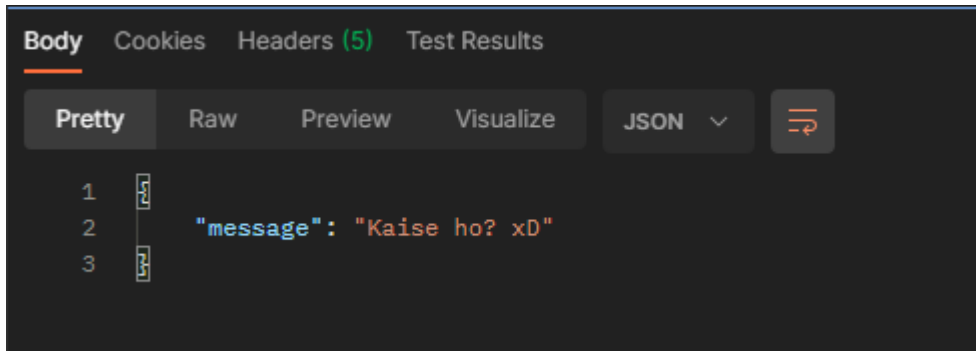 Body Cookies Headers (5) Test Results
Pretty Raw Preview Visualize JSON
1 {
2 "message": "Kaise ho? xD"
3 }